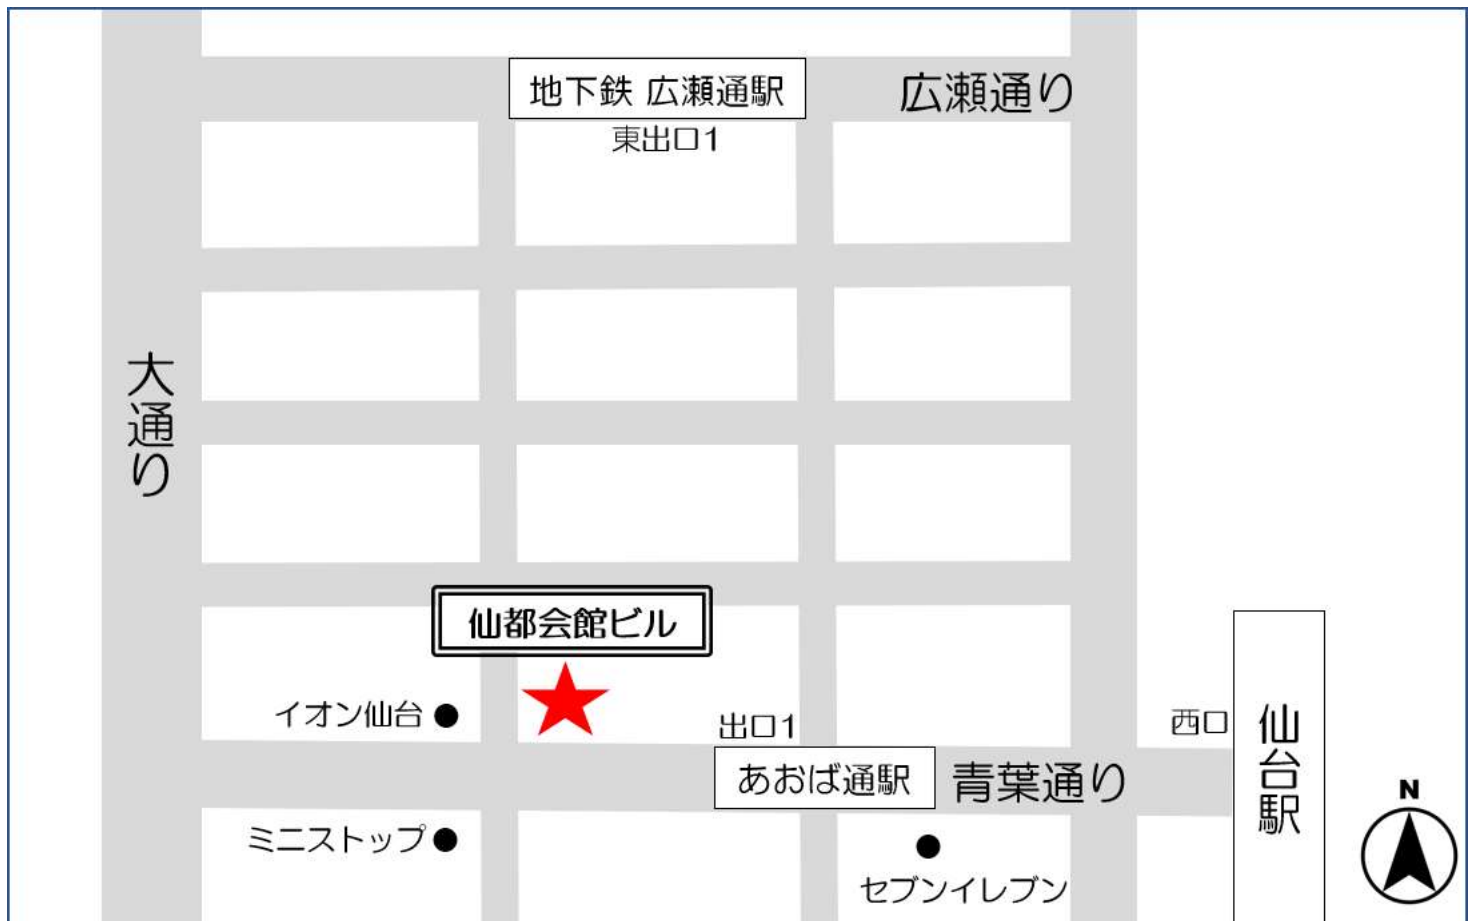 地下鉄 広瀬通駅
広瀬通り
東出口1
大通り
仙都会館ビル
イオン仙台
出口1
西口
仙台駅
あおば通駅
青葉通り
N
ミニストップ
セブンイレブン